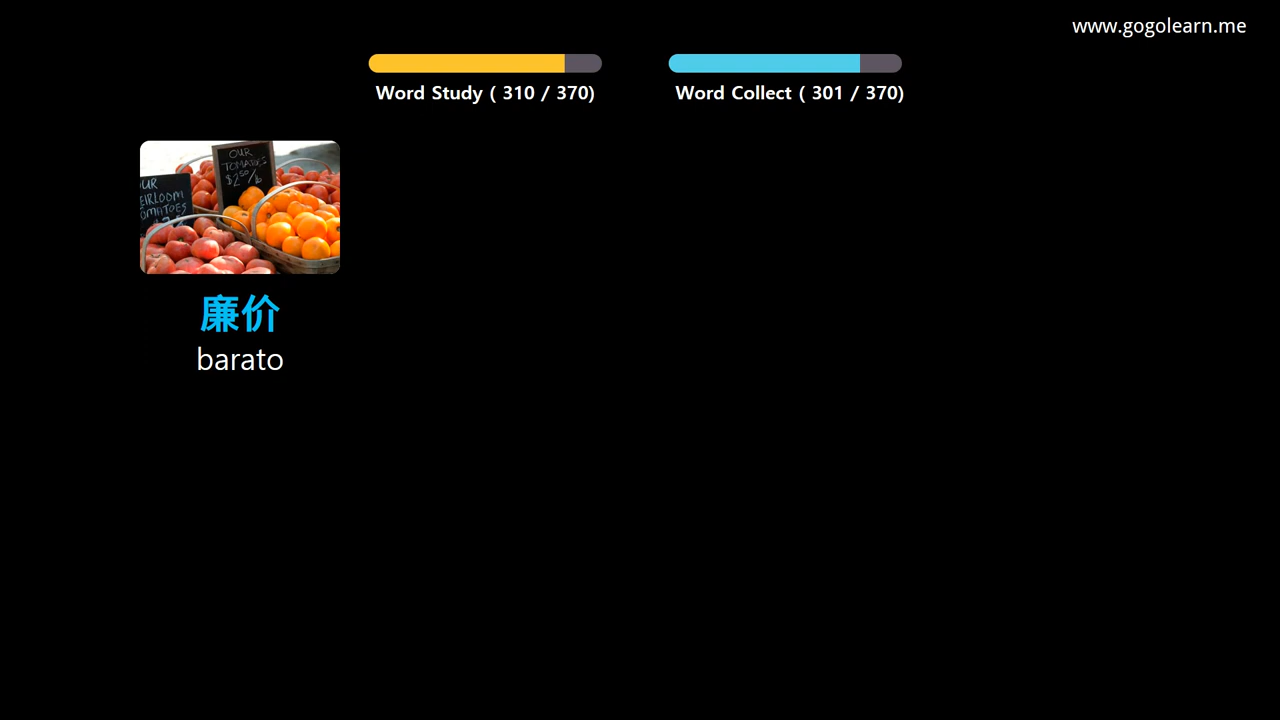 www.gogolearn.me
Word Study ( 310 / 370)
Word Collect ( 301 / 370)
OUR
TOMATOES
$2.50/lb
OUR
HEIRLOOM
TOMATOES
廉价
barato